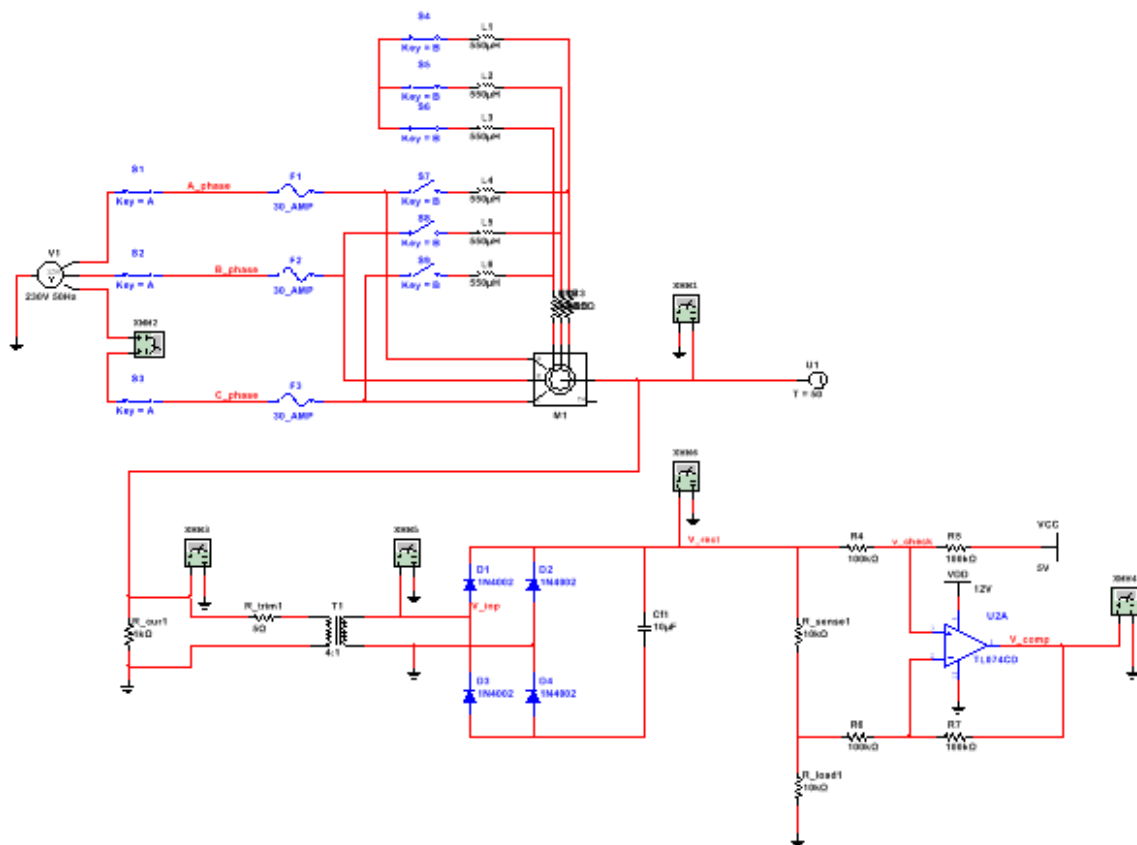 S4
Key = B
L1
550µH
S5
Key = B
L2
550µH
S6
Key = B
L3
550µH
S1
Key = A
A_phase
F1
30_AMP
S7
Key = B
L4
550µH
S8
Key = B
L5
550µH
V1
230V 50Hz
S2
Key = A
B_phase
F2
30_AMP
S9
Key = B
L6
550µH
XMM2
XMM1
S3
Key = A
C_phase
F3
30_AMP
M1
U1
T = 50
XMM6
XMM3
XMM5
V_rect
R4
100kΩ
v_check
R5
100kΩ
VCC
5V
D1
1N4002
D2
1N4002
VDD
12V
XMM4
R_cur1
1kΩ
R_trim1
5Ω
T1
4:1
V_inp
Cf1
10µF
R_sense1
10kΩ
U2A
V_comp
TL074CD
D3
1N4002
D4
1N4002
R6
100kΩ
R7
100kΩ
R_load1
10kΩ